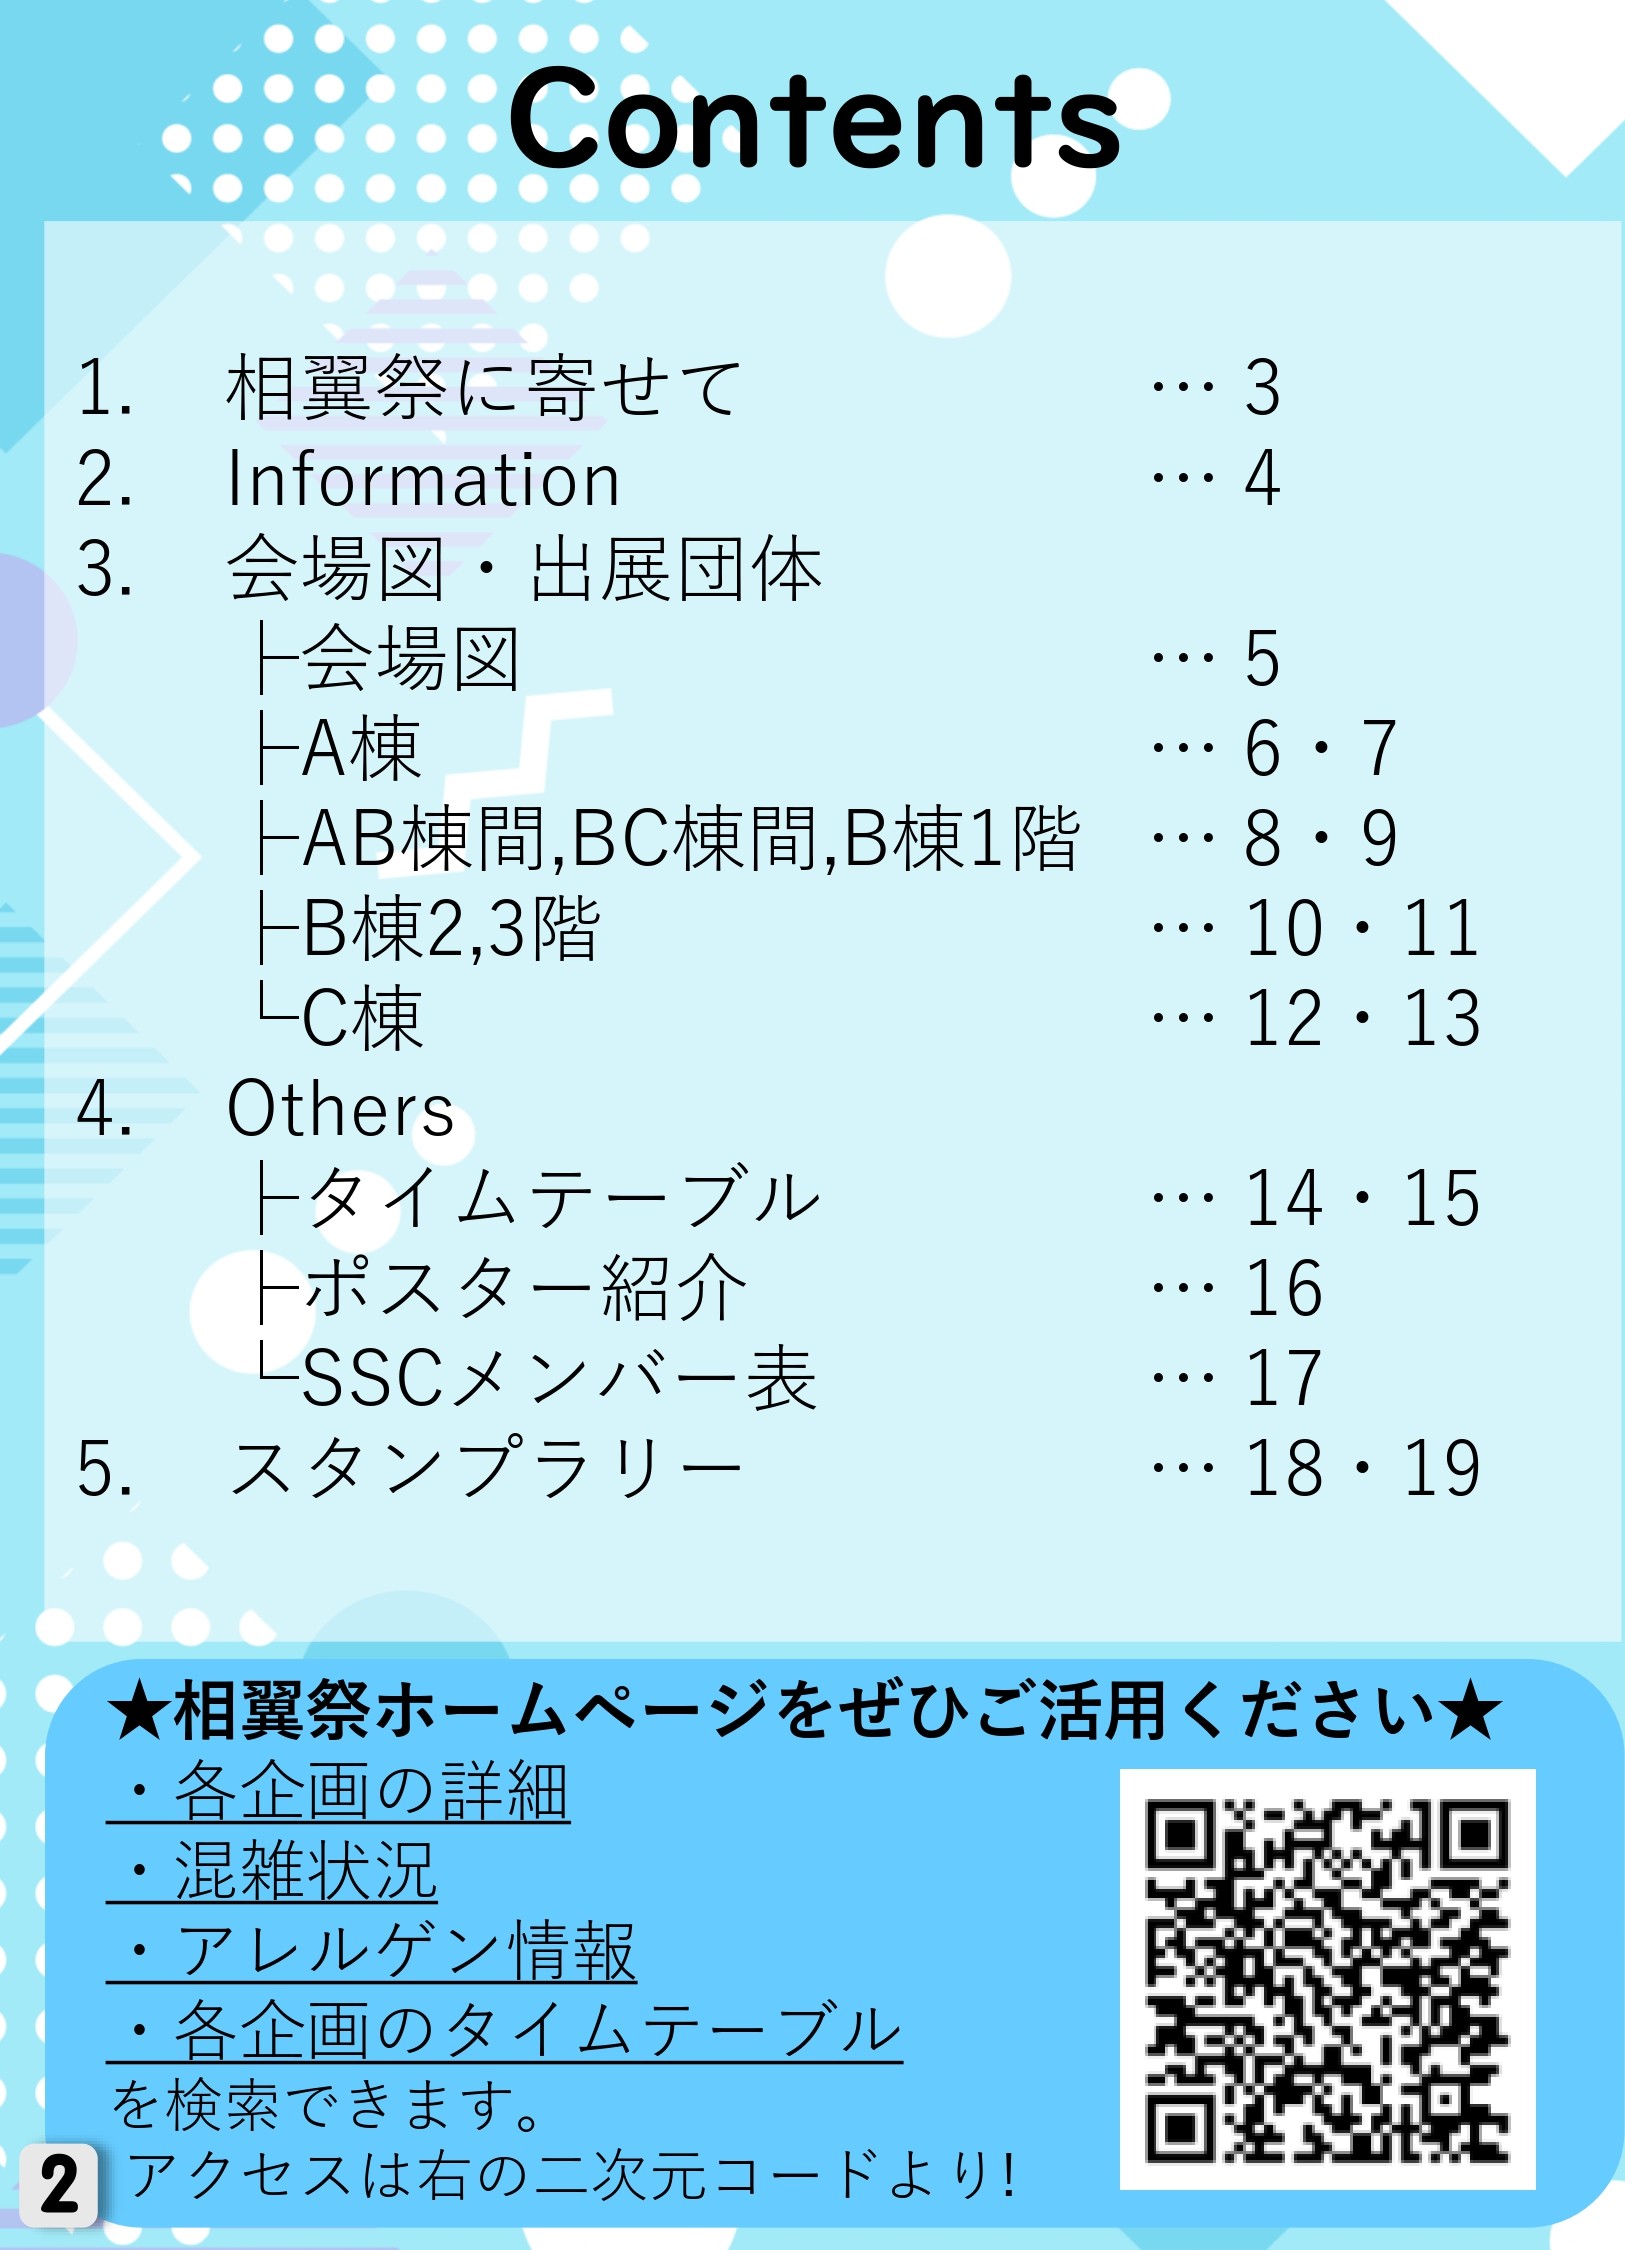 Contents
1. 相翼祭に寄せて … 3
2. Information … 4
3. 会場図・出展団体
├会場図 … 5
├A棟 … 6・7
├AB棟間,BC棟間,B棟1階 … 8・9
├B棟2,3階 … 10・11
└C棟 … 12・13
4. Others
├タイムテーブル … 14・15
├ポスター紹介 … 16
└SSCメンバー表 … 17
5. スタンプラリー … 18・19
★相翼祭ホームページをぜひご活用ください★
・各企画の詳細
・混雑状況
・アレルゲン情報
・各企画のタイムテーブル
を検索できます。
アクセスは右の二次元コードより!
2